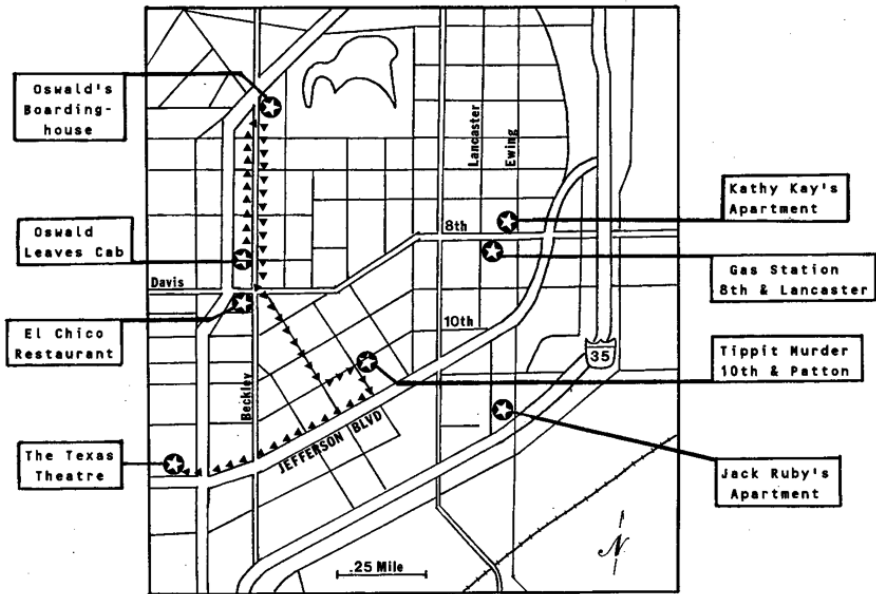 Oswald's
Boarding-
house
Oswald
Leaves Cab
El Chico
Restaurant
The Texas
Theatre
Kathy Kay's
Apartment
Gas Station
8th & Lancaster
Tippit Murder
10th & Patton
Jack Ruby's
Apartment
Lancaster
Ewing
8th
Davis
10th
Beckley
JEFFERSON BLVD
35
.25 Mile
N